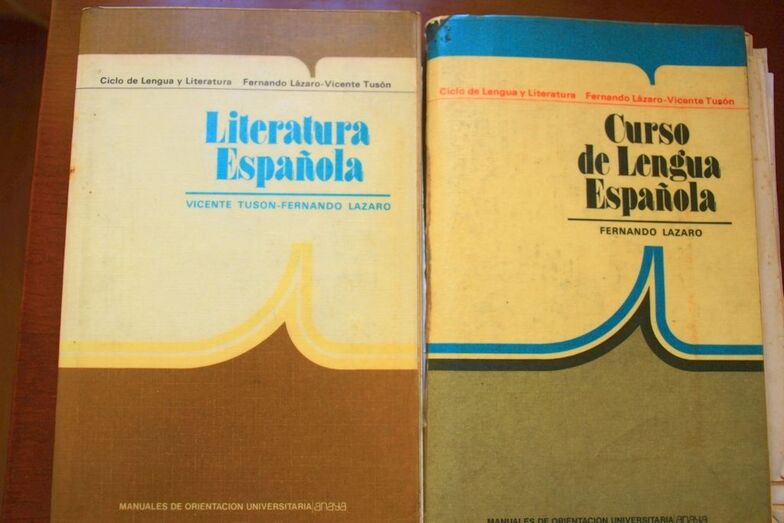 Ciclo de Lengua y Literatura Fernando Lázaro-Vicente Tusón
Literatura
Española
VICENTE TUSON-FERNANDO LAZARO
MANUALES DE ORIENTACION UNIVERSITARIA anaya
Ciclo de Lengua y Literatura Fernando Lázaro-Vicente Tusón
Curso
de Lengua
Española
FERNANDO LAZARO
MANUALES DE ORIENTACION UNIVERSITARIA anaya